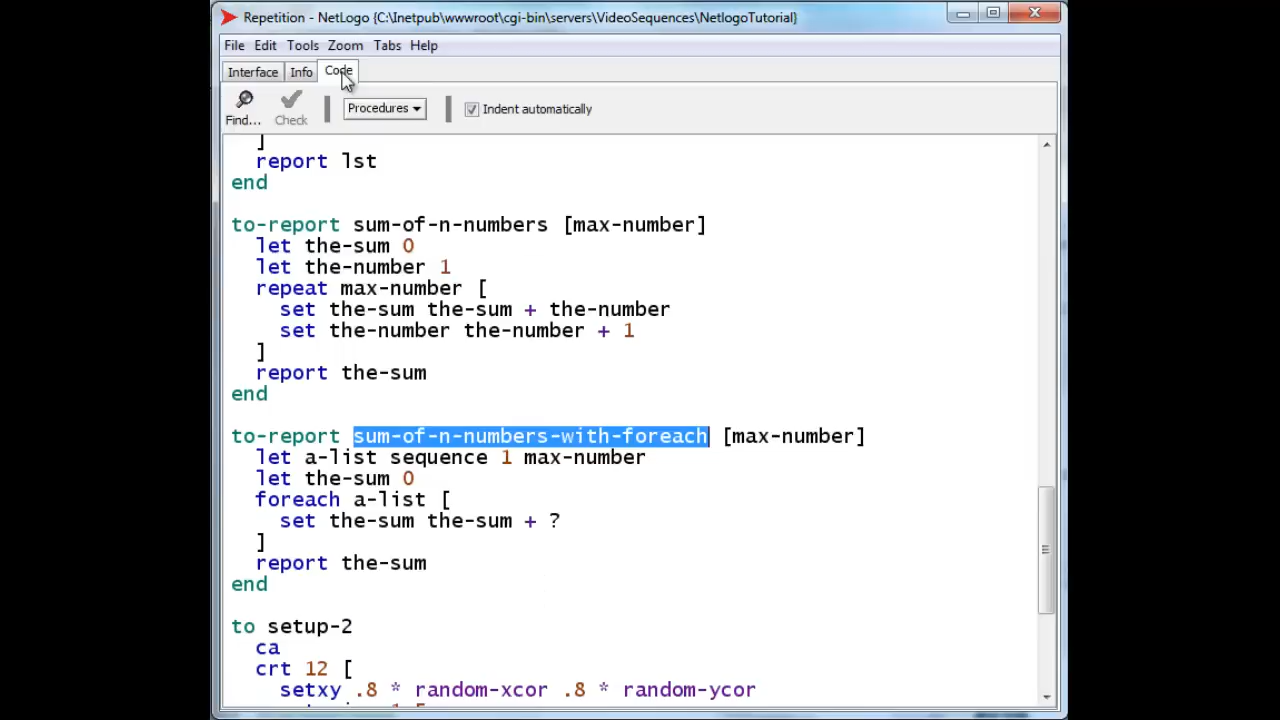 Repetition - NetLogo {C:\Inetpub\wwwroot\cgi-bin\servers\VideoSequences\NetlogoTutorial}
File Edit Tools Zoom Tabs Help
Interface Info Code
Find... Check Procedures Indent automatically
]
report lst
end
to-report sum-of-n-numbers [max-number]
let the-sum 0
let the-number 1
repeat max-number [
set the-sum the-sum + the-number
set the-number the-number + 1
]
report the-sum
end
to-report sum-of-n-numbers-with-foreach [max-number]
let a-list sequence 1 max-number
let the-sum 0
foreach a-list [
set the-sum the-sum + ?
]
report the-sum
end
to setup-2
ca
crt 12 [
setxy .8 * random-xcor .8 * random-ycor